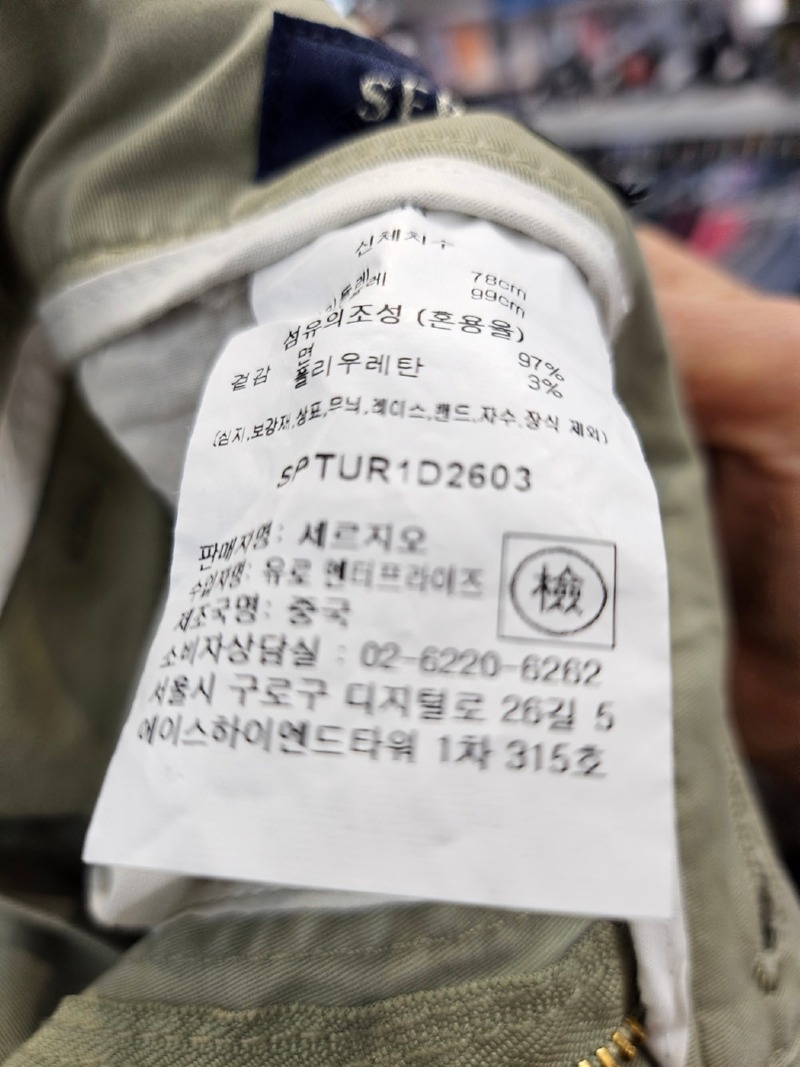 SER
신체치수
78cm
99cm
섬유의조성 (혼용율)
겉감 면 97%
폴리우레탄 3%
(심지,보강재,상표,무늬,레이스,밴드,자수,장식 제외)
SPTUR1D2603
판매자명: 세르지오
수입자명: 유로 엔터프라이즈
제조국명: 중국
檢
소비자상담실 : 02-6220-6262
서울시 구로구 디지털로 26길 5
에이스하이엔드타워 1차 315호